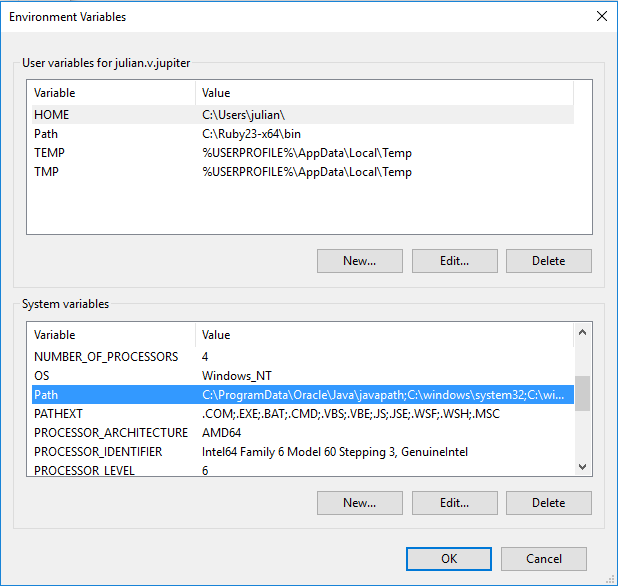 Environment Variables
User variables for julian.v.jupiter
Variable Value
HOME C:\Users\julian\
Path C:\Ruby23-x64\bin
TEMP %USERPROFILE%\AppData\Local\Temp
TMP %USERPROFILE%\AppData\Local\Temp
New... Edit... Delete
System variables
Variable Value
NUMBER_OF_PROCESSORS 4
OS Windows_NT
Path C:\ProgramData\Oracle\Java\javapath;C:\windows\system32;C:\wi...
PATHEXT .COM;.EXE;.BAT;.CMD;.VBS;.VBE;.JS;.JSE;.WSF;.WSH;.MSC
PROCESSOR_ARCHITECTURE AMD64
PROCESSOR_IDENTIFIER Intel64 Family 6 Model 60 Stepping 3, GenuineIntel
PROCESSOR_LEVEL 6
New... Edit... Delete
OK Cancel